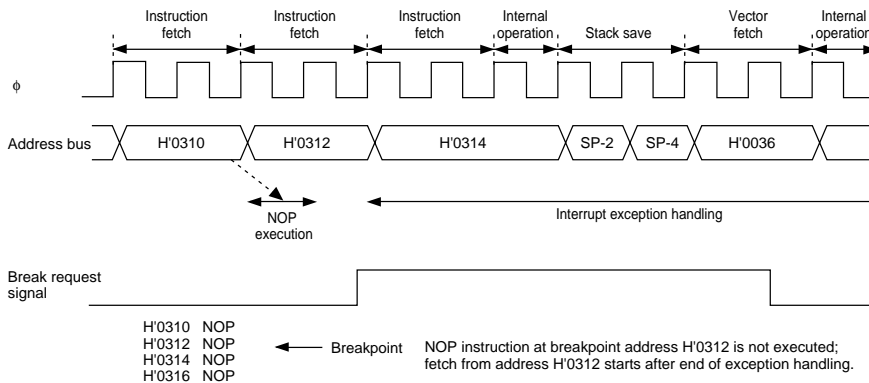 Instruction fetch
Instruction fetch
Instruction fetch
Internal operation
Stack save
Vector fetch
Internal operation
φ
Address bus
H'0310
H'0312
H'0314
SP-2
SP-4
H'0036
NOP execution
Interrupt exception handling
Break request signal
H'0310 NOP
H'0312 NOP
H'0314 NOP
H'0316 NOP
Breakpoint
NOP instruction at breakpoint address H'0312 is not executed;
fetch from address H'0312 starts after end of exception handling.